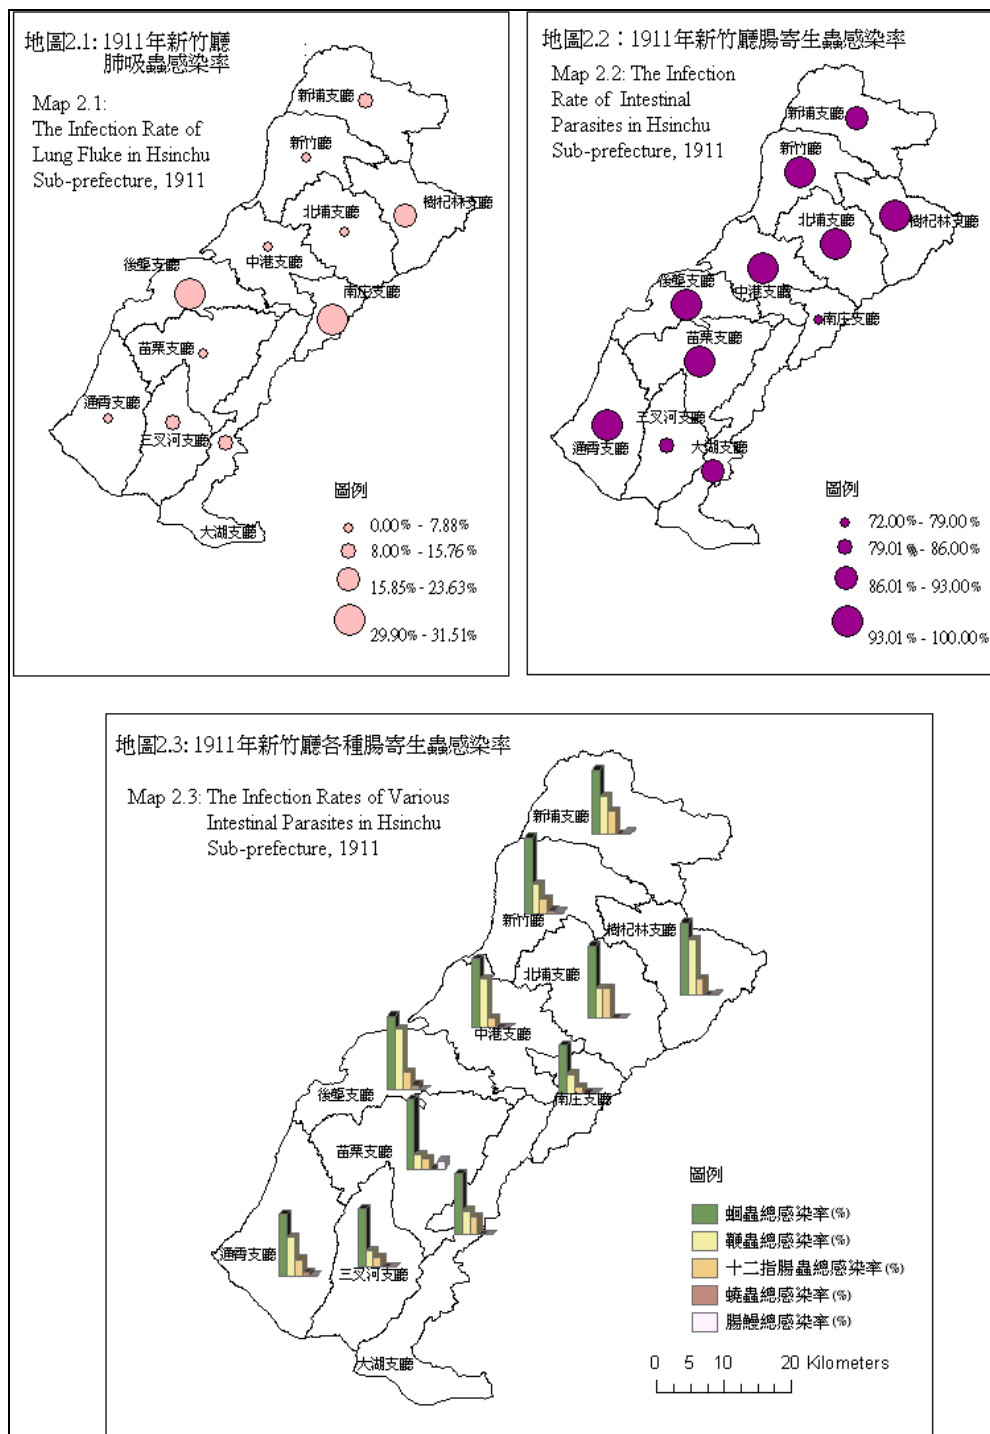 地圖2.1: 1911年新竹廳
肺吸蟲感染率
Map 2.1:
The Infection Rate of
Lung Fluke in Hsinchu
Sub-prefecture, 1911
新埔支廳
新竹廳
北埔支廳
樹杞林支廳
中港支廳
後壟支廳
南庄支廳
苗栗支廳
通霄支廳
三叉河支廳
大湖支廳
圖例
0.00% - 7.88%
8.00% - 15.76%
15.85% - 23.63%
29.90% - 31.51%
地圖2.2：1911年新竹廳腸寄生蟲感染率
Map 2.2: The Infection
Rate of Intestinal
Parasites in Hsinchu
Sub-prefecture, 1911
新埔支廳
新竹廳
北埔支廳
樹杞林支廳
中港支廳
後壟支廳
南庄支廳
苗栗支廳
三叉河支廳
通霄支廳
大湖支廳
圖例
72.00% - 79.00%
79.01% - 86.00%
86.01% - 93.00%
93.01% - 100.00%
地圖2.3: 1911年新竹廳各種腸寄生蟲感染率
Map 2.3: The Infection Rates of Various
Intestinal Parasites in Hsinchu
Sub-prefecture, 1911
新埔支廳
新竹廳
樹杞林支廳
北埔支廳
中港支廳
後壟支廳
南庄支廳
苗栗支廳
通霄支廳
三叉河支廳
大湖支廳
圖例
蛔蟲總感染率(%)
鞭蟲總感染率(%)
十二指腸蟲總感染率(%)
蟯蟲總感染率(%)
腸鰻總感染率(%)
0 5 10 20 Kilometers